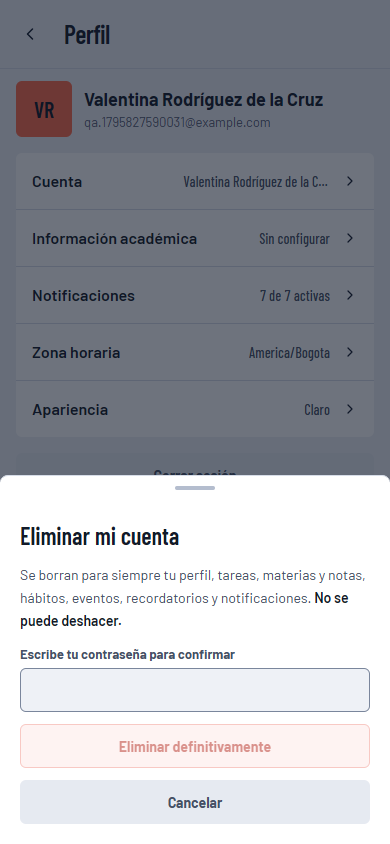 Perfil
VR
Valentina Rodríguez de la Cruz
qa.1795827590031@example.com
Cuenta Valentina Rodríguez de la C...
Información académica Sin configurar
Notificaciones 7 de 7 activas
Zona horaria America/Bogota
Apariencia Claro
Cerrar sesión
Eliminar mi cuenta
Se borran para siempre tu perfil, tareas, materias y notas,
hábitos, eventos, recordatorios y notificaciones. No se
puede deshacer.
Escribe tu contraseña para confirmar
Eliminar definitivamente
Cancelar